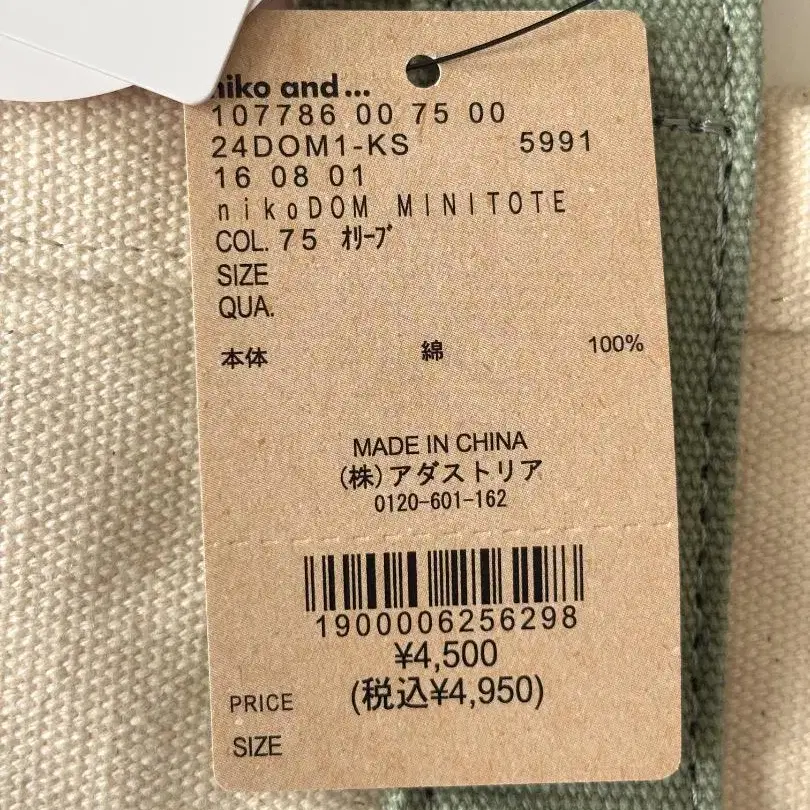 niko and...
107786 00 75 00
24DOM1-KS 5991
16 08 01
nikoDOM MINITOTE
COL. 75 ｵﾘｰﾌﾞ
SIZE
QUA.
本体 綿 100%
MADE IN CHINA
(株)アダストリア
0120-601-162
1900006256298
¥4,500
PRICE (税込¥4,950)
SIZE